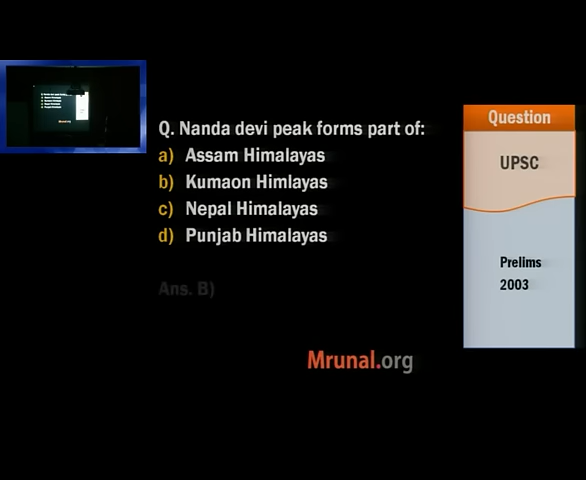 Q. Nanda devi peak forms part of:
a) Assam Himalayas
b) Kumaon Himlayas
c) Nepal Himalayas
d) Punjab Himalayas
Ans. B)
Question
UPSC
Prelims
2003
Mrunal.org